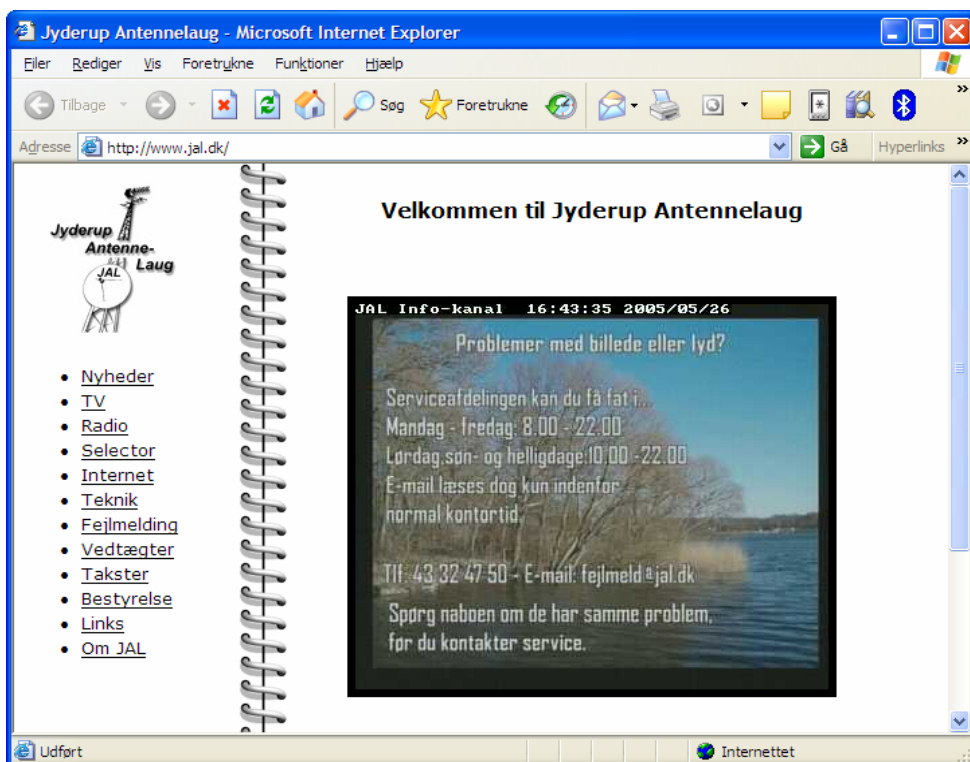 Jyderup Antennelaug - Microsoft Internet Explorer
Filer Rediger Vis Foretrukne Funktioner Hjælp
Tilbage Søg Foretrukne »
Adresse http://www.jal.dk/ Gå Hyperlinks »
Jyderup
Antenne-
Laug
JAL
Nyheder
TV
Radio
Selector
Internet
Teknik
Fejlmelding
Vedtægter
Takster
Bestyrelse
Links
Om JAL
Velkommen til Jyderup Antennelaug
JAL Info-kanal 16:43:35 2005/05/26
Problemer med billede eller lyd?
Serviceafdelingen kan du få fat i...
Mandag - fredag: 8.00 - 22.00
Lørdag,søn- og helligdage:10.00 -22.00
E-mail læses dog kun indenfor
normal kontortid.
Tlf: 43 32 47 50 - E-mail: fejlmeld@jal.dk
Spørg naboen om de har samme problem,
før du kontakter service.
Udført Internettet